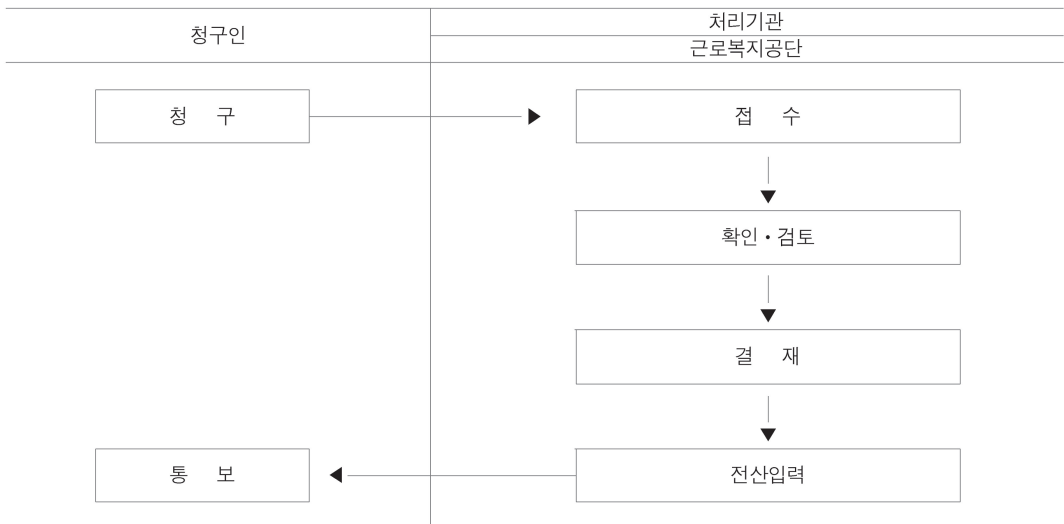 청구인
처리기관
근로복지공단
청 구
접 수
확인 · 검토
결 재
통 보
전산입력